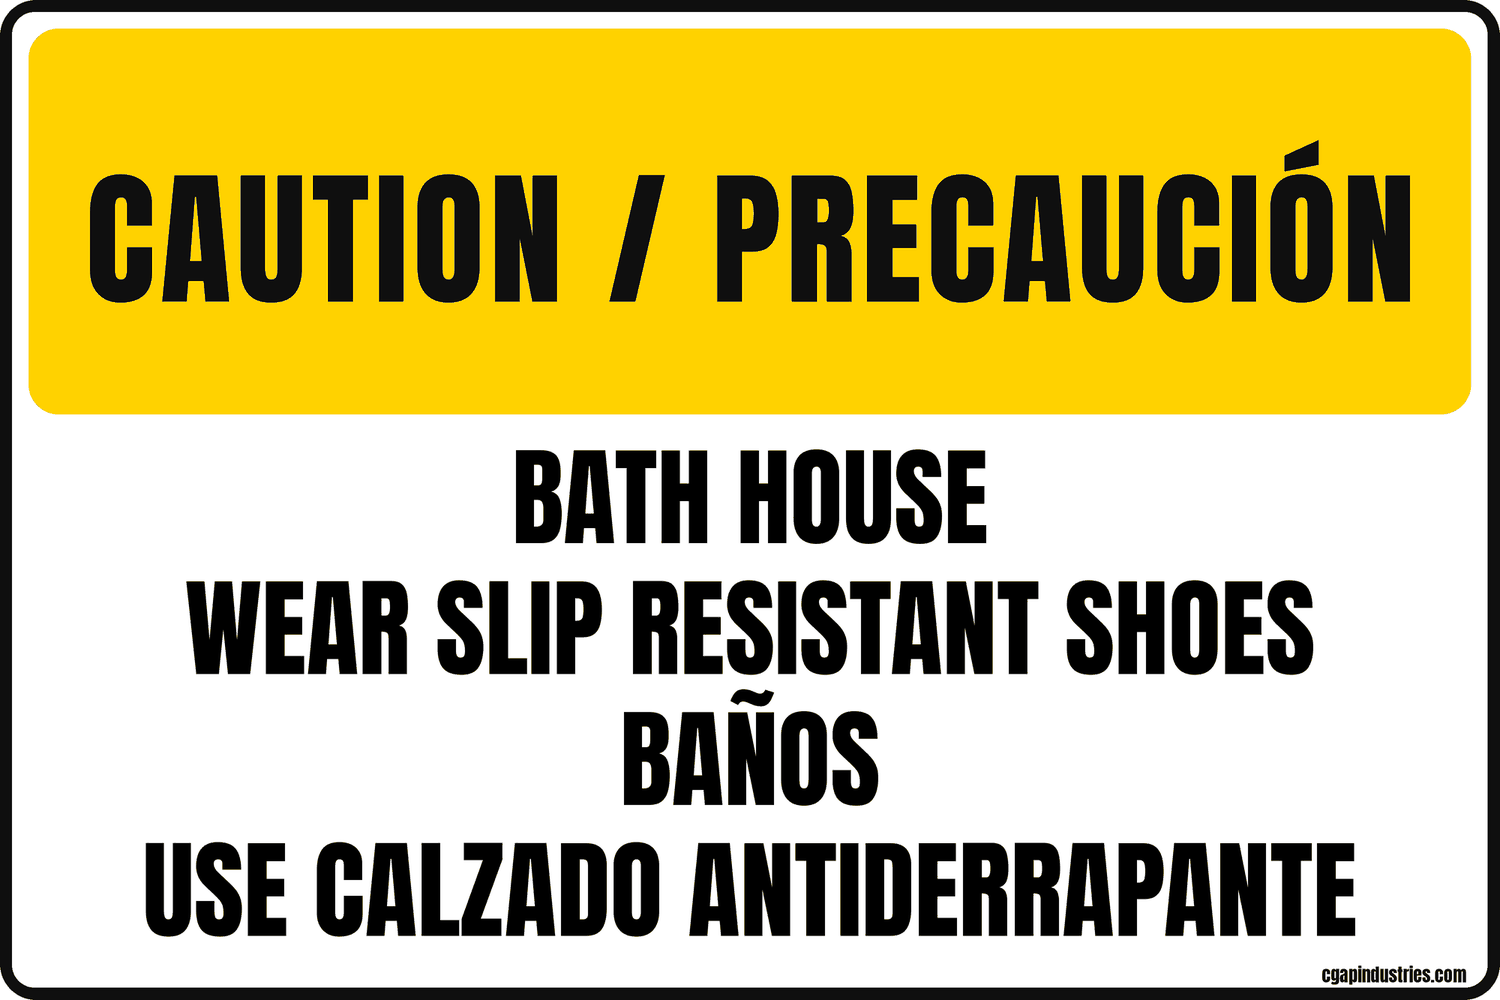 CAUTION / PRECAUCIÓN
BATH HOUSE
WEAR SLIP RESISTANT SHOES
BAÑOS
USE CALZADO ANTIDERRAPANTE
cgapindustries.com